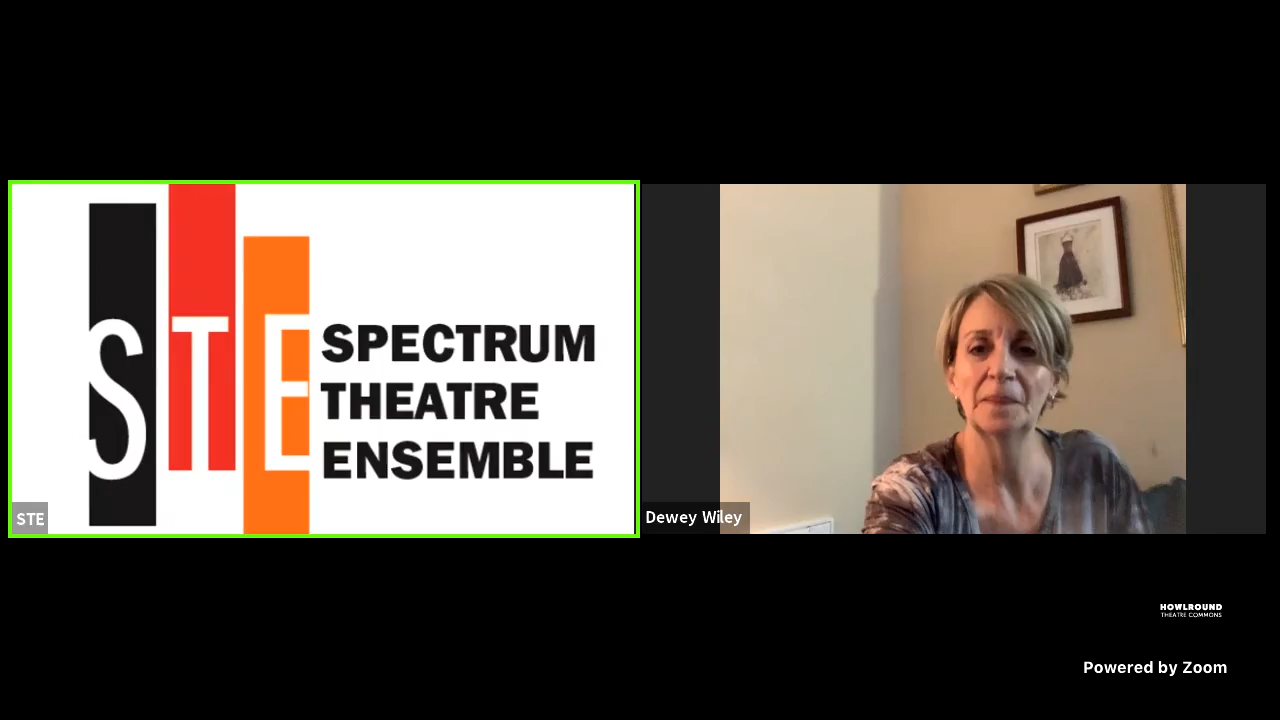 STE
SPECTRUM
THEATRE
ENSEMBLE
STE
Dewey Wiley
HOWLROUND
THEATRE COMMONS
Powered by Zoom